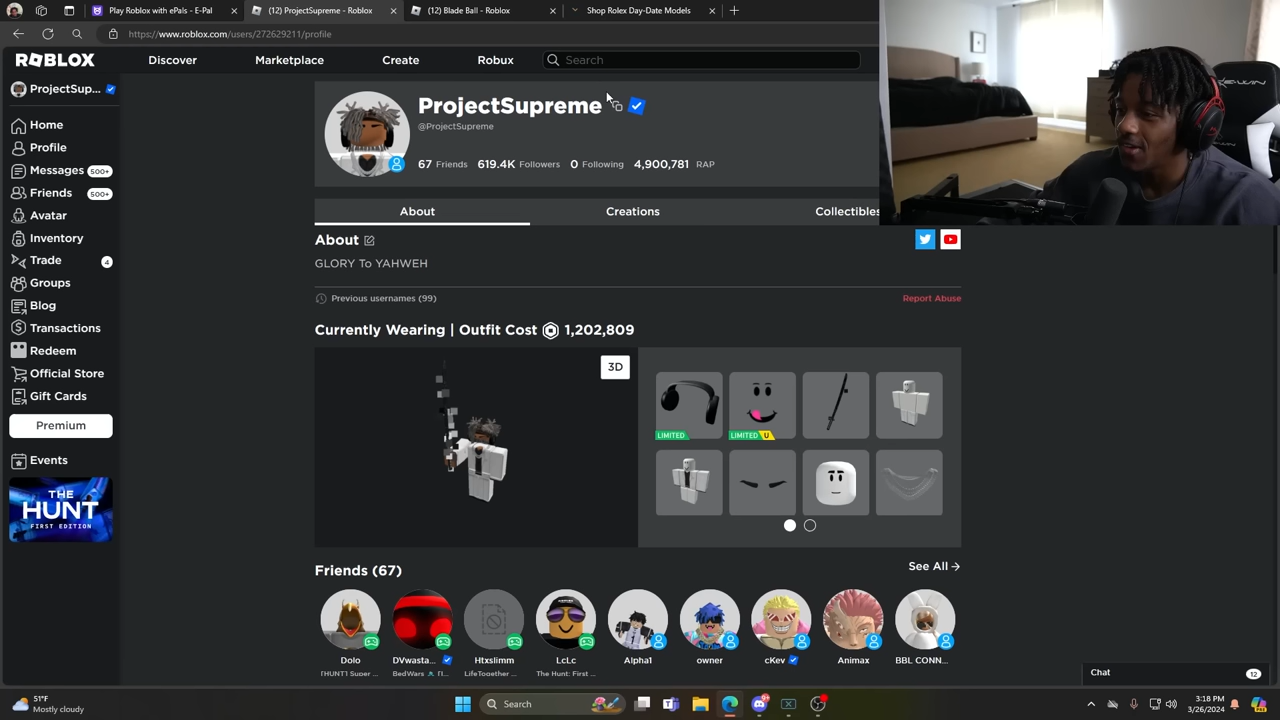 Play Roblox with ePals - E-Pal
(12) ProjectSupreme - Roblox
(12) Blade Ball - Roblox
Shop Rolex Day-Date Models
https://www.roblox.com/users/272629211/profile
ROBLOX
Discover
Marketplace
Create
Robux
Search
ProjectSup...
Home
Profile
Messages 500+
Friends 500+
Avatar
Inventory
Trade 4
Groups
Blog
Transactions
Redeem
Official Store
Gift Cards
Premium
Events
THE
HUNT
FIRST EDITION
ProjectSupreme
@ProjectSupreme
67 Friends 619.4K Followers 0 Following 4,900,781 RAP
About
Creations
Collectibles
About
GLORY To YAHWEH
Previous usernames (99)
Report Abuse
Currently Wearing | Outfit Cost 1,202,809
3D
LIMITED
LIMITED U
Friends (67)
See All
Dolo
DVwasta...
Htxslimm
LcLc
Alpha1
owner
cKev
Animax
BBL CONN...
[HUNT] Super ...
BedWars
LifeTogether ...
The Hunt: First ...
Chat
12
51°F
Mostly cloudy
Search
3:18 PM
3/26/2024